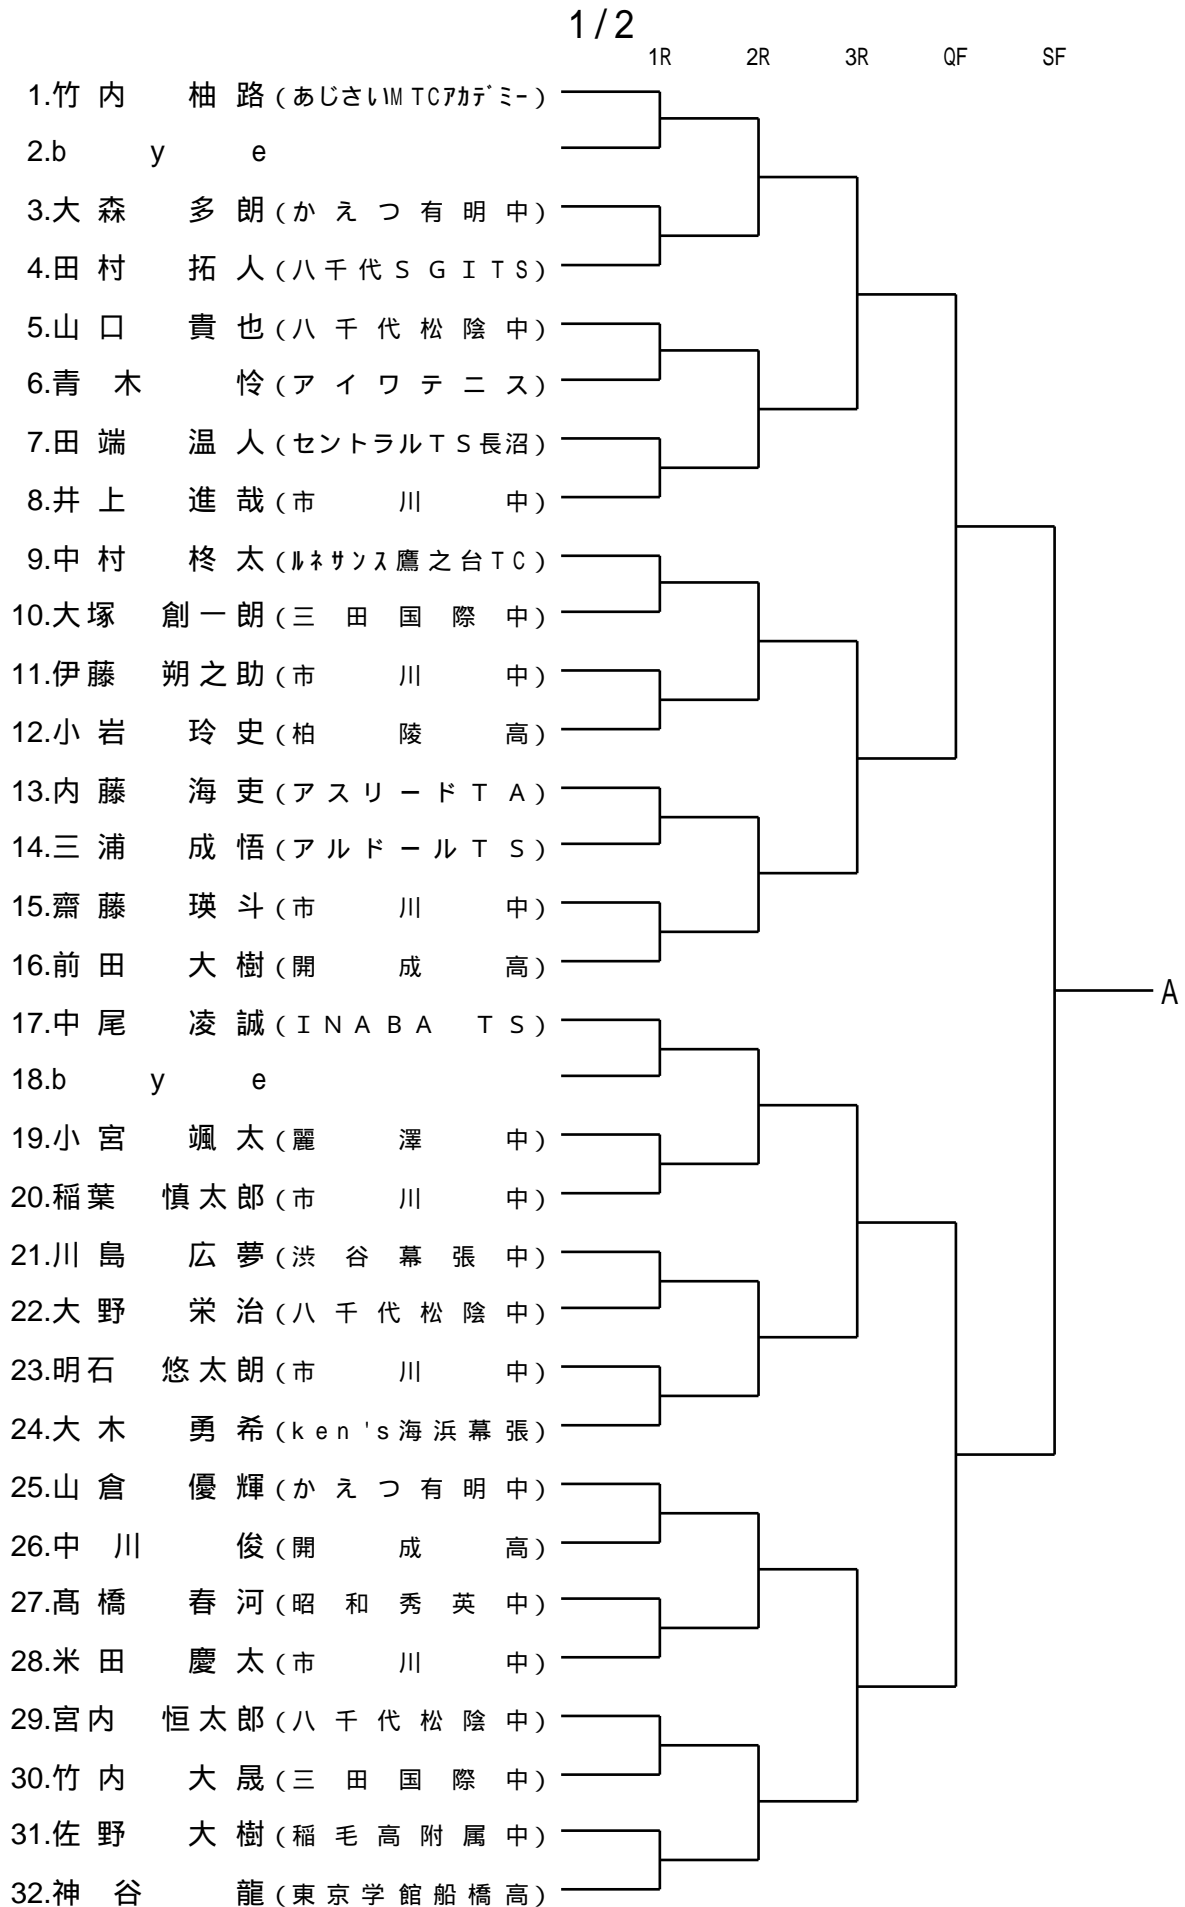 1/2
1R 2R 3R QF SF
1.竹内 柚路(あじさいMTCアカデミー)
2.bye
3.大森 多朗(かえつ有明中)
4.田村 拓人(八千代SGITS)
5.山口 貴也(八千代松陰中)
6.青木 怜(アイワテニス)
7.田端 温人(セントラルTS長沼)
8.井上 進哉(市川中)
9.中村 柊太(ルネサンス鷹之台TC)
10.大塚 創一朗(三田国際中)
11.伊藤 朔之助(市川中)
12.小岩 玲史(柏陵高)
13.内藤 海吏(アスリードTA)
14.三浦 成悟(アルドールTS)
15.齋藤 瑛斗(市川中)
16.前田 大樹(開成高)
A
17.中尾 凌誠(INABA TS)
18.bye
19.小宮 颯太(麗澤中)
20.稲葉 慎太郎(市川中)
21.川島 広夢(渋谷幕張中)
22.大野 栄治(八千代松陰中)
23.明石 悠太朗(市川中)
24.大木 勇希(ken's海浜幕張)
25.山倉 優輝(かえつ有明中)
26.中川 俊(開成高)
27.髙橋 春河(昭和秀英中)
28.米田 慶太(市川中)
29.宮内 恒太郎(八千代松陰中)
30.竹内 大晟(三田国際中)
31.佐野 大樹(稲毛高附属中)
32.神谷 龍(東京学館船橋高)